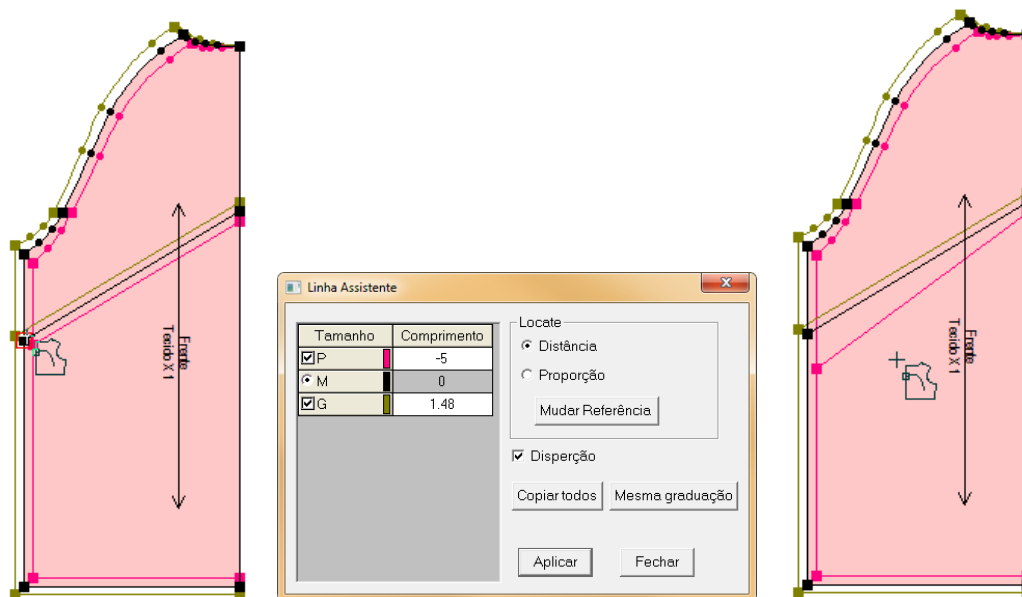 Linha Assistente
Tamanho Comprimento
P -5
M 0
G 1.48
Locate
Distância
Proporção
Mudar Referência
Disperção
Copiar todos Mesma graduação
Aplicar Fechar
Frente
Tecido X 1
Frente
Tecido X 1